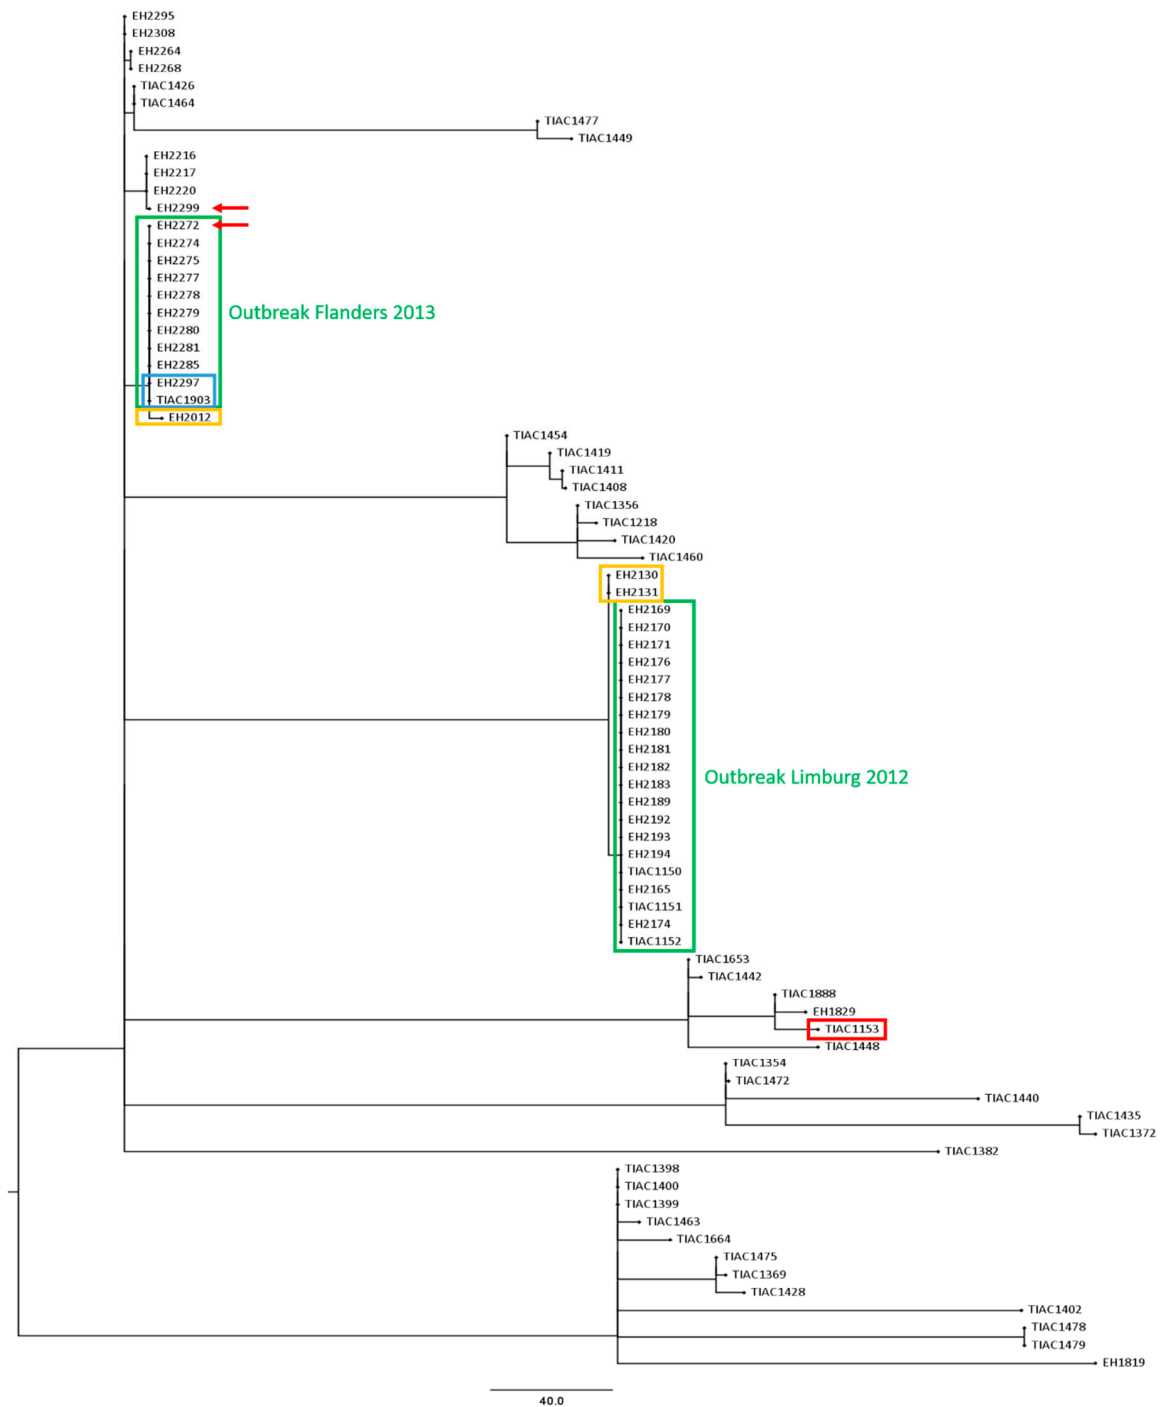 EH2295
EH2308
EH2264
EH2268
TIAC1426
TIAC1464
TIAC1477
TIAC1449
EH2216
EH2217
EH2220
EH2299
EH2272
EH2274
EH2275
EH2277
EH2278
EH2279
Outbreak Flanders 2013
EH2280
EH2281
EH2285
EH2297
TIAC1903
EH2012
TIAC1454
TIAC1419
TIAC1411
TIAC1408
TIAC1356
TIAC1218
TIAC1420
TIAC1460
EH2130
EH2131
EH2169
EH2170
EH2171
EH2176
EH2177
EH2178
EH2179
EH2180
EH2181
EH2182
Outbreak Limburg 2012
EH2183
EH2189
EH2192
EH2193
EH2194
TIAC1150
EH2165
TIAC1151
EH2174
TIAC1152
TIAC1653
TIAC1442
TIAC1888
EH1829
TIAC1153
TIAC1448
TIAC1354
TIAC1472
TIAC1440
TIAC1435
TIAC1372
TIAC1382
TIAC1398
TIAC1400
TIAC1399
TIAC1463
TIAC1664
TIAC1475
TIAC1369
TIAC1428
TIAC1402
TIAC1478
TIAC1479
EH1819
40.0